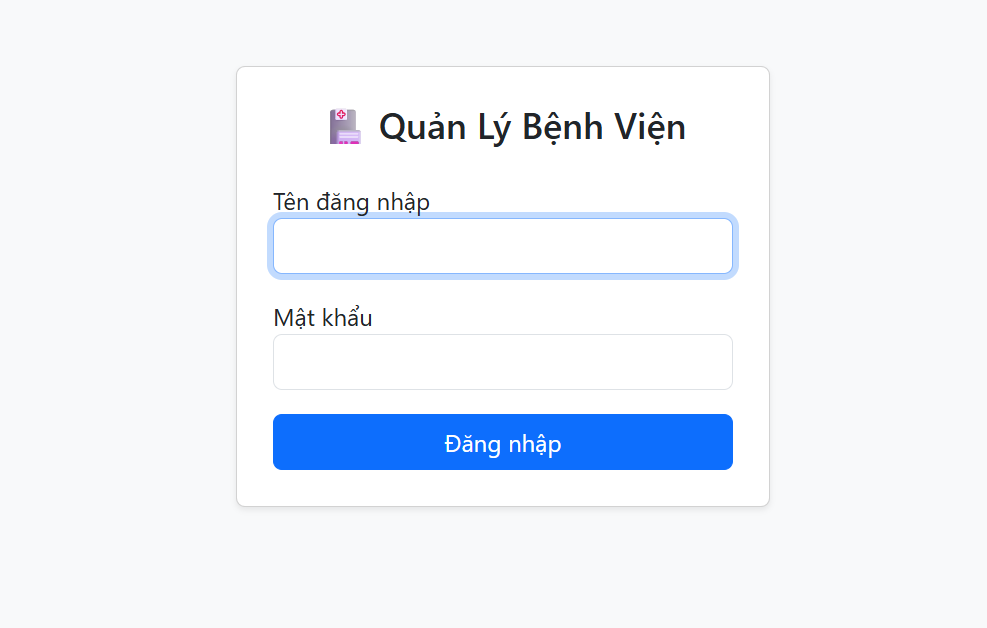 Quản Lý Bệnh Viện
Tên đăng nhập
Mật khẩu
Đăng nhập